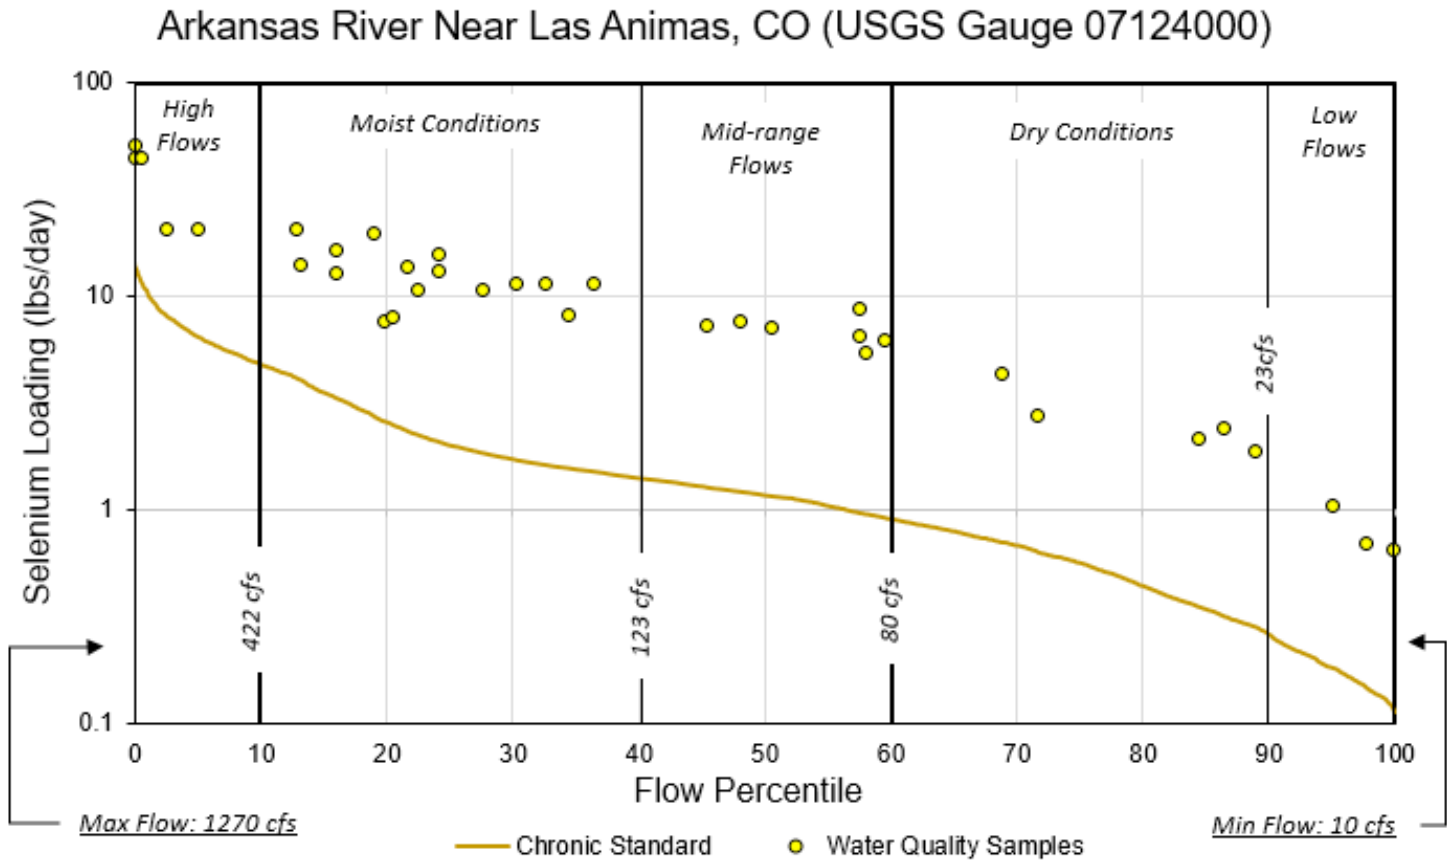 Arkansas River Near Las Animas, CO (USGS Gauge 07124000)
100
10
1
0.1
Selenium Loading (lbs/day)
High
Flows
Moist Conditions
Mid-range
Flows
Dry Conditions
Low
Flows
422 cfs
123 cfs
80 cfs
23cfs
0 10 20 30 40 50 60 70 80 90 100
Flow Percentile
Max Flow: 1270 cfs
Min Flow: 10 cfs
Chronic Standard
Water Quality Samples